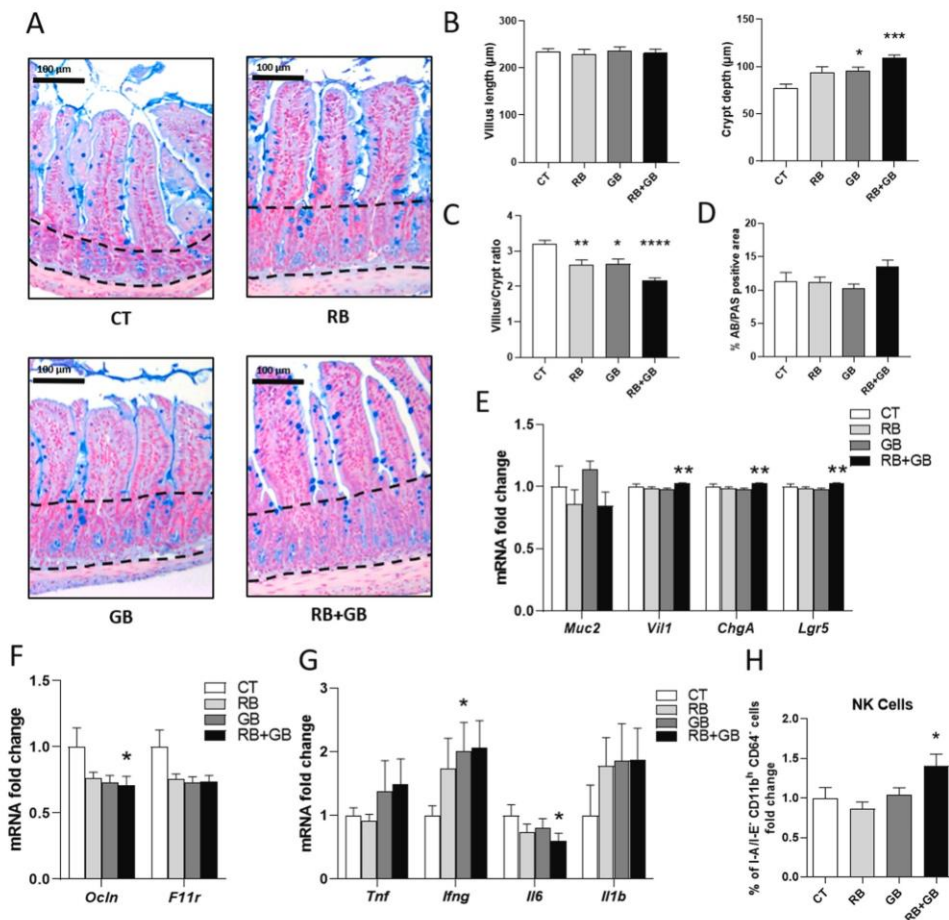 A
100 µm
CT
100 µm
RB
100 µm
GB
100 µm
RB+GB
B
Villus length (µm)
300
200
100
0
CT
RB
GB
RB+GB
Crypt depth (µm)
150
100
50
0
*
***
CT
RB
GB
RB+GB
C
Villus/Crypt ratio
4
3
2
1
0
**
*
****
CT
RB
GB
RB+GB
D
% AB/PAS positive area
20
15
10
5
0
CT
RB
GB
RB+GB
E
mRNA fold change
1.5
1.0
0.5
0.0
CT
RB
GB
RB+GB
** ** **
Muc2 Vil1 ChgA Lgr5
F
mRNA fold change
1.5
1.0
0.5
0.0
CT
RB
GB
RB+GB
*
Ocln F11r
G
mRNA fold change
3
2
1
0
CT
RB
GB
RB+GB
*
*
Tnf Ifng Il6 Il1b
H
NK Cells
% of I-A/I-E- CD11bʰⁱ CD64- cells
fold change
2.0
1.5
1.0
0.5
0.0
*
CT
RB
GB
RB+GB